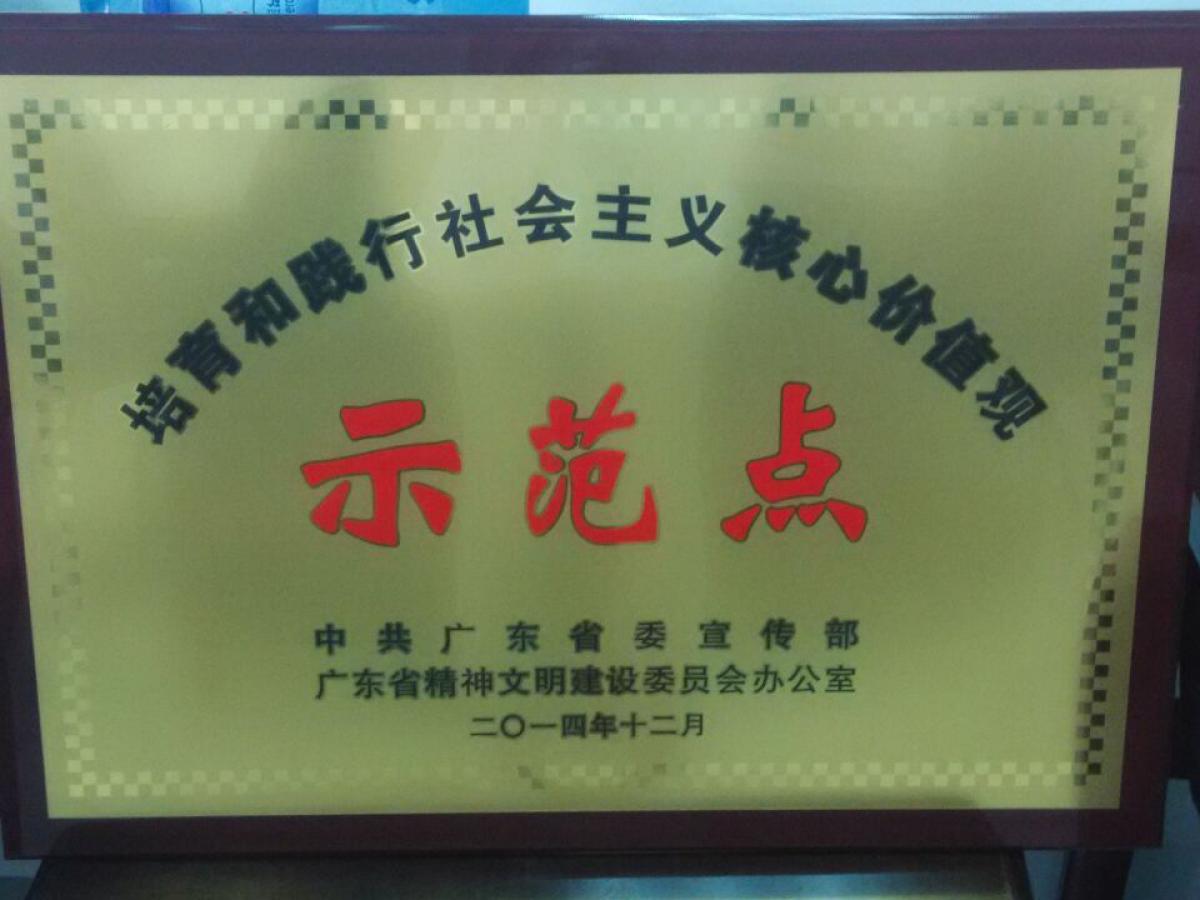 培育和践行社会主义核心价值观
示范点
中共广东省委宣传部
广东省精神文明建设委员会办公室
二〇一四年十二月